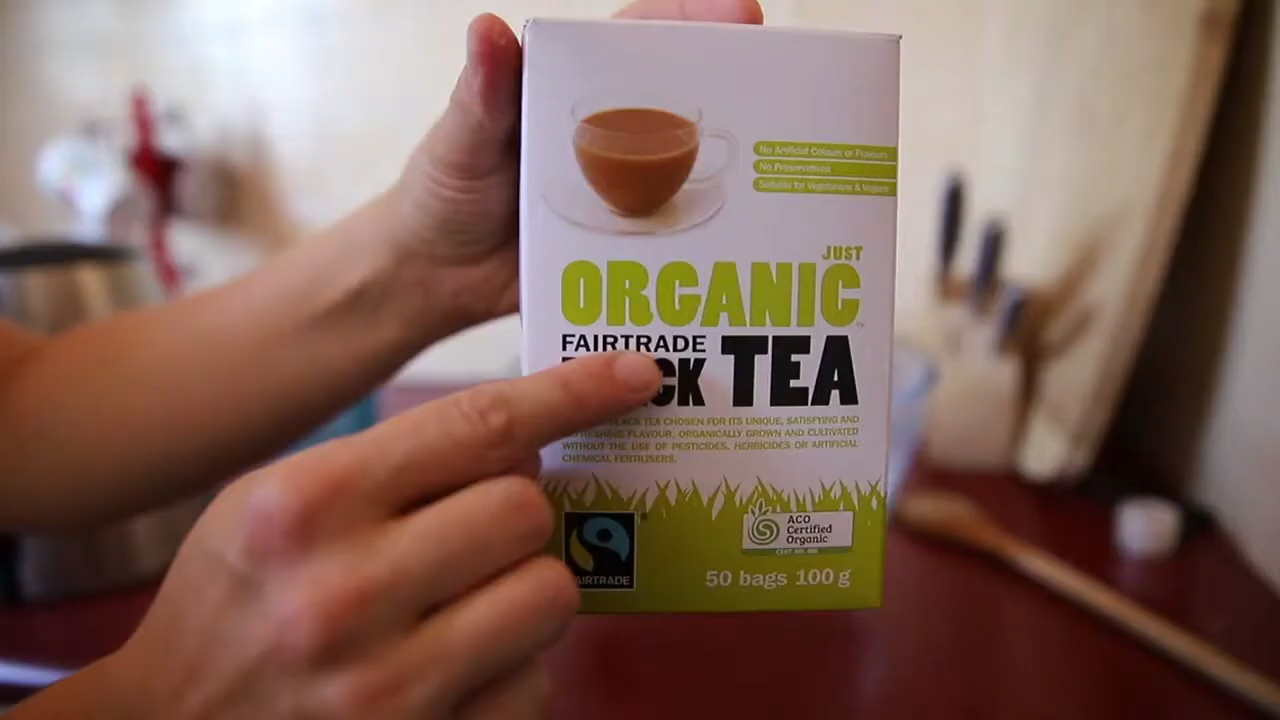 No Artificial Colours or Flavours
No Preservatives
Suitable for Vegetarians & Vegans
JUST
ORGANIC
FAIRTRADE
TEA
BLACK TEA CHOSEN FOR ITS UNIQUE, SATISFYING AND
FLAVOUR, ORGANICALLY GROWN AND CULTIVATED
WITHOUT THE USE OF PESTICIDES, HERBICIDES OR ARTIFICIAL
CHEMICAL FERTILISERS.
FAIRTRADE
ACO
Certified
Organic
50 bags 100 g